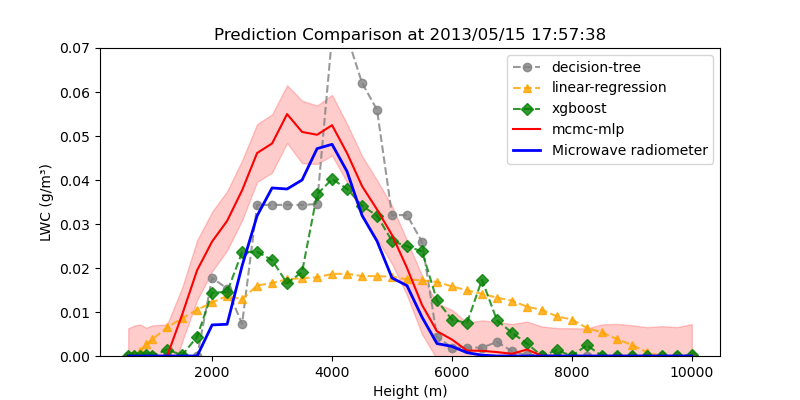 Prediction Comparison at 2013/05/15 17:57:38
0.07
0.06
0.05
0.04
0.03
0.02
0.01
0.00
LWC (g/m³)
decision-tree
linear-regression
xgboost
mcmc-mlp
Microwave radiometer
2000 4000 6000 8000 10000
Height (m)